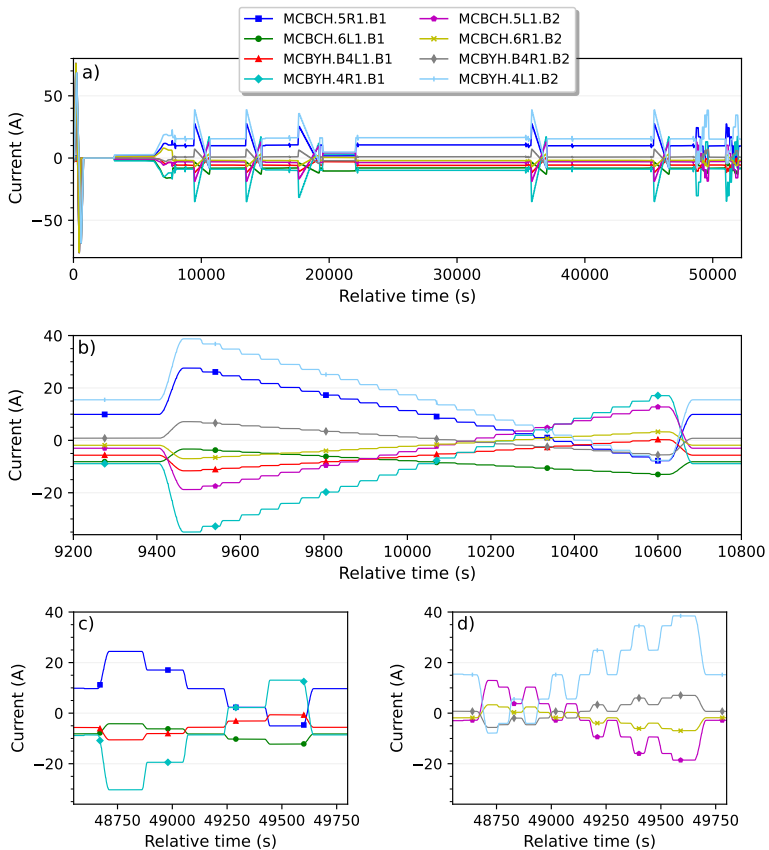 MCBCH.5R1.B1 MCBCH.5L1.B2
MCBCH.6L1.B1 MCBCH.6R1.B2
MCBYH.B4L1.B1 MCBYH.B4R1.B2
MCBYH.4R1.B1 MCBYH.4L1.B2
a)
50
0
−50
Current (A)
0 10000 20000 30000 40000 50000
Relative time (s)
b)
40
20
0
−20
Current (A)
9200 9400 9600 9800 10000 10200 10400 10600 10800
Relative time (s)
c)
40
20
0
−20
Current (A)
48750 49000 49250 49500 49750
Relative time (s)
d)
40
20
0
−20
48750 49000 49250 49500 49750
Relative time (s)